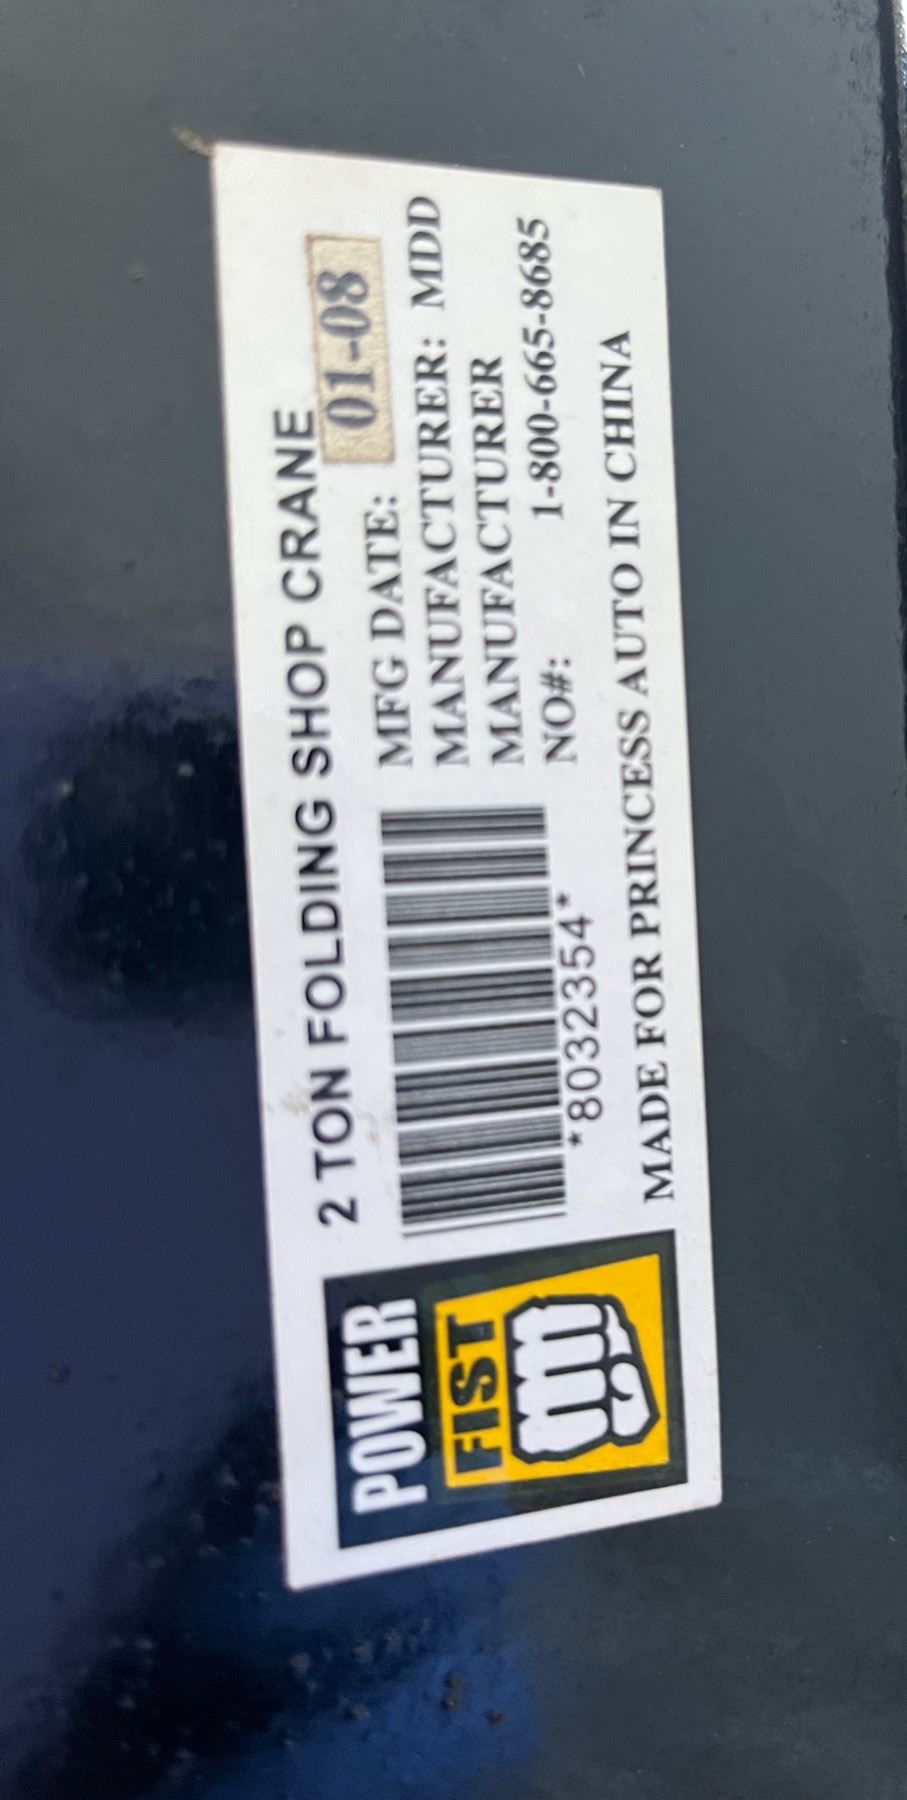 POWER
FIST
2 TON FOLDING SHOP CRANE
*8032354*
MFG DATE: 01-08
MANUFACTURER: MDD
MANUFACTURER
NO#: 1-800-665-8685
MADE FOR PRINCESS AUTO IN CHINA